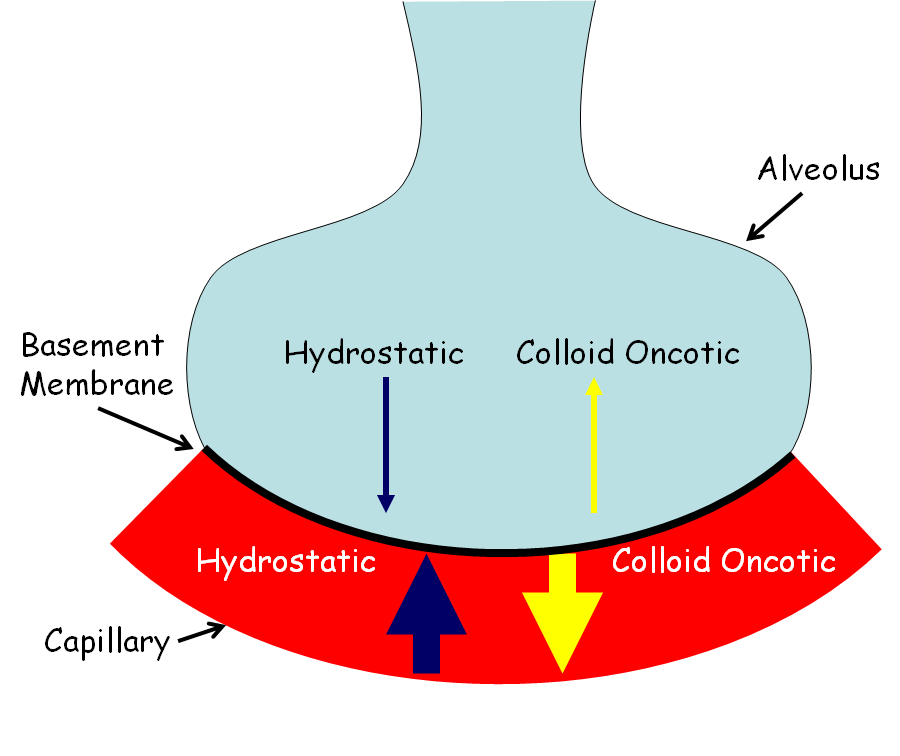 Alveolus
Basement
Membrane
Hydrostatic
Colloid Oncotic
Hydrostatic
Colloid Oncotic
Capillary